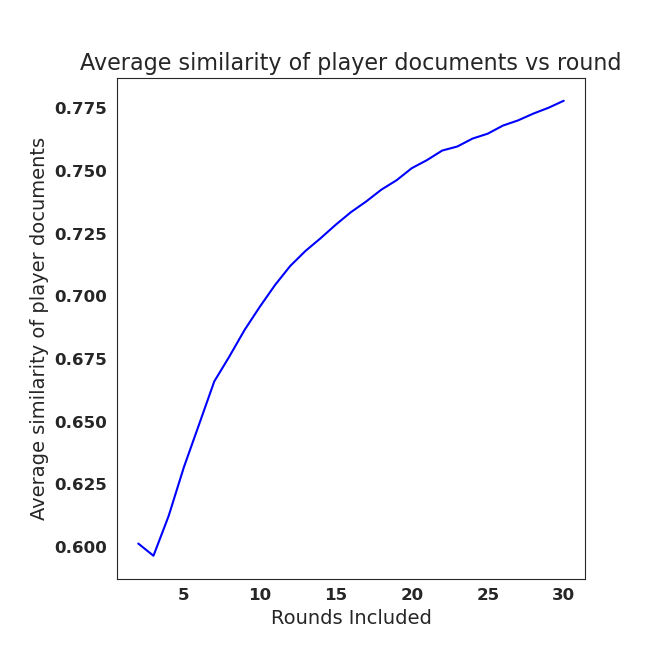 Average similarity of player documents vs round
Average similarity of player documents
0.775
0.750
0.725
0.700
0.675
0.650
0.625
0.600
5 10 15 20 25 30
Rounds Included